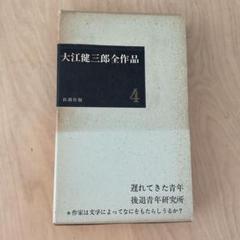 大江健三郎全作品
新潮社版
4
遅れてきた青年
後退青年研究所
*作家は文学によってなにをもたらしうるか?